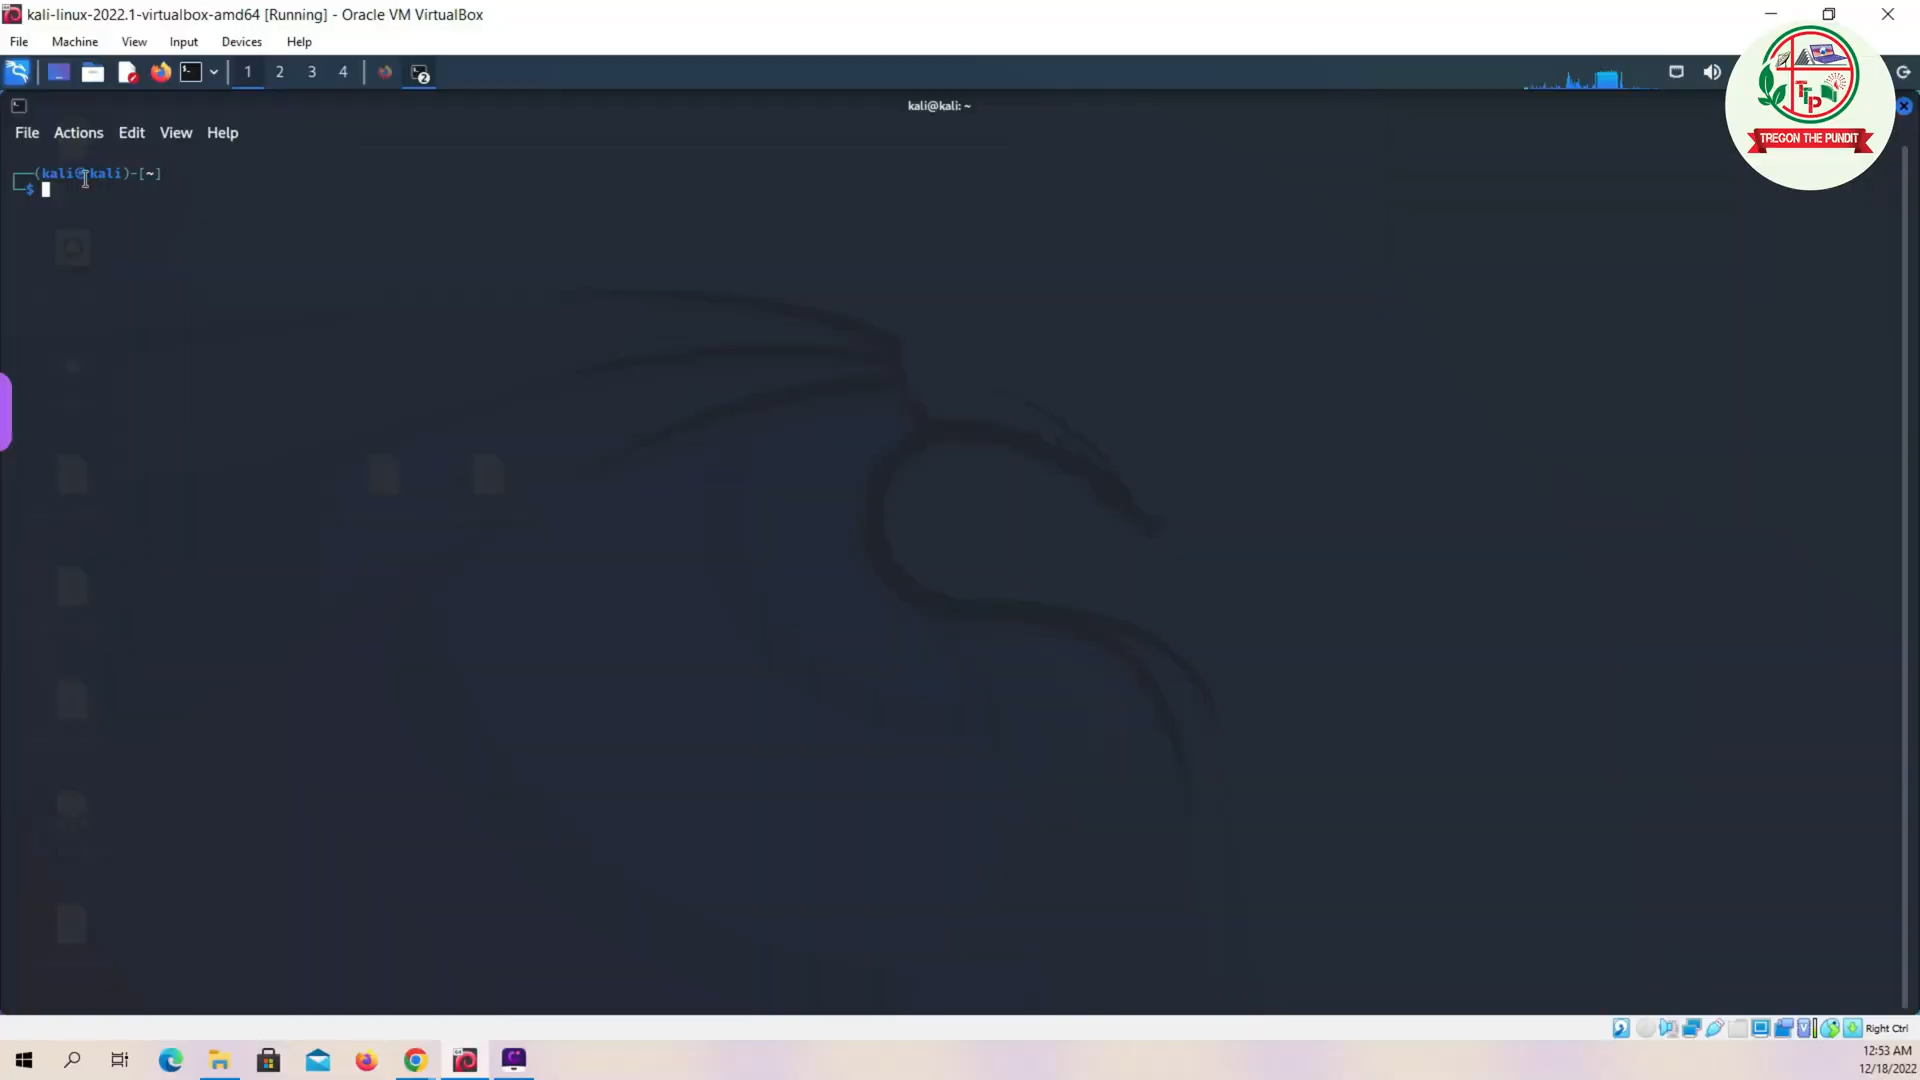 kali-linux-2022.1-virtualbox-amd64 [Running] - Oracle VM VirtualBox
File Machine View Input Devices Help
1 2 3 4 2
kali@kali: ~
File Actions Edit View Help
(kali@kali)-[~]
$
TTP
TREGON THE PUNDIT
Right Ctrl
12:53 AM
12/18/2022